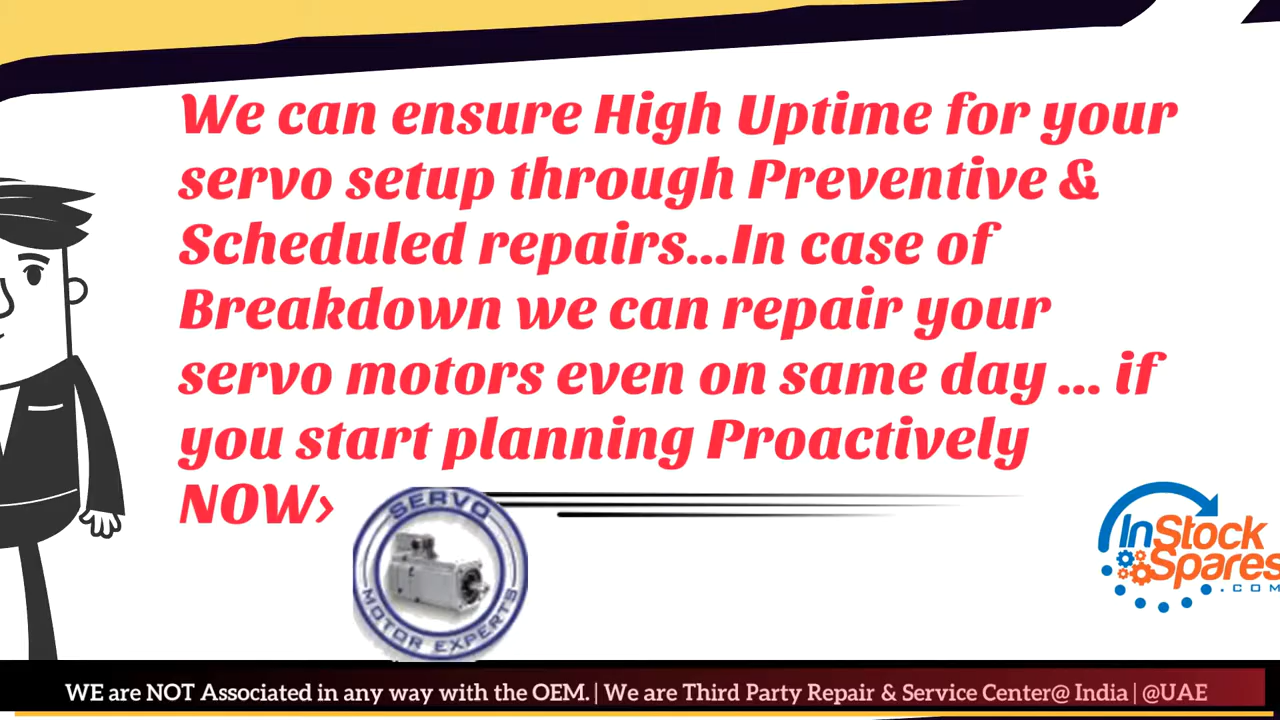 We can ensure High Uptime for your
servo setup through Preventive &
Scheduled repairs...In case of
Breakdown we can repair your
servo motors even on same day ... if
you start planning Proactively
NOW>
SERVO
MOTOR EXPERTS
InStock
Spares
.COM
WE are NOT Associated in any way with the OEM. | We are Third Party Repair & Service Center@ India | @UAE